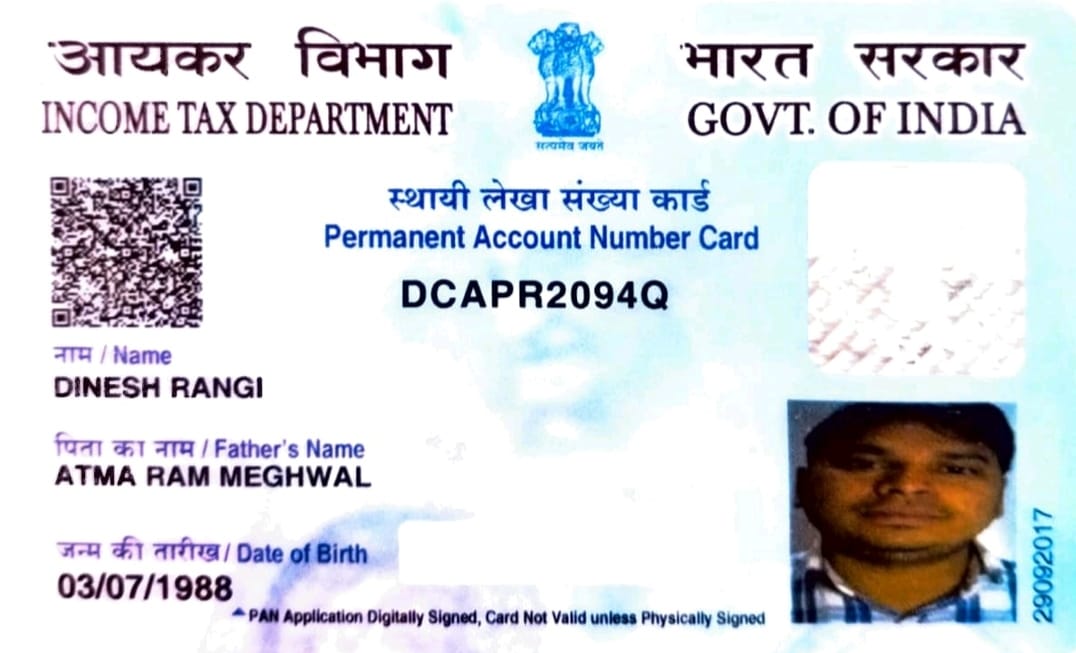 आयकर विभाग
INCOME TAX DEPARTMENT
सत्यमेव जयते
भारत सरकार
GOVT. OF INDIA
स्थायी लेखा संख्या कार्ड
Permanent Account Number Card
DCAPR2094Q
नाम / Name
DINESH RANGI
पिता का नाम / Father's Name
ATMA RAM MEGHWAL
जन्म की तारीख / Date of Birth
03/07/1988
PAN Application Digitally Signed, Card Not Valid unless Physically Signed
29092017